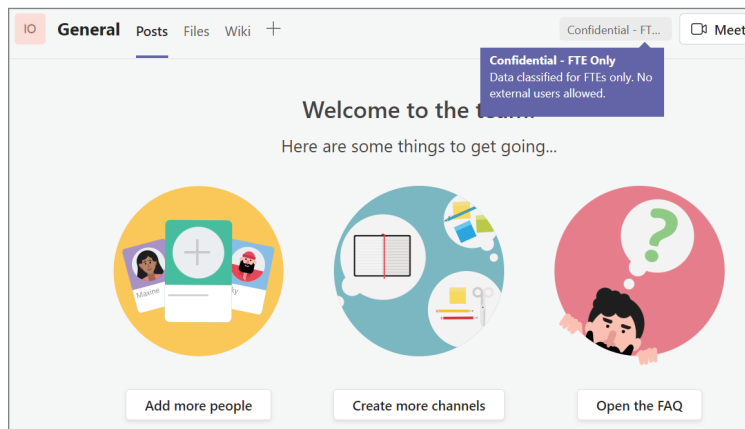 IO General Posts Files Wiki Confidential - FT... Meet
Confidential - FTE Only
Data classified for FTEs only. No
external users allowed.
Welcome to the team!
Here are some things to get going...
Maxine
Add more people Create more channels Open the FAQ